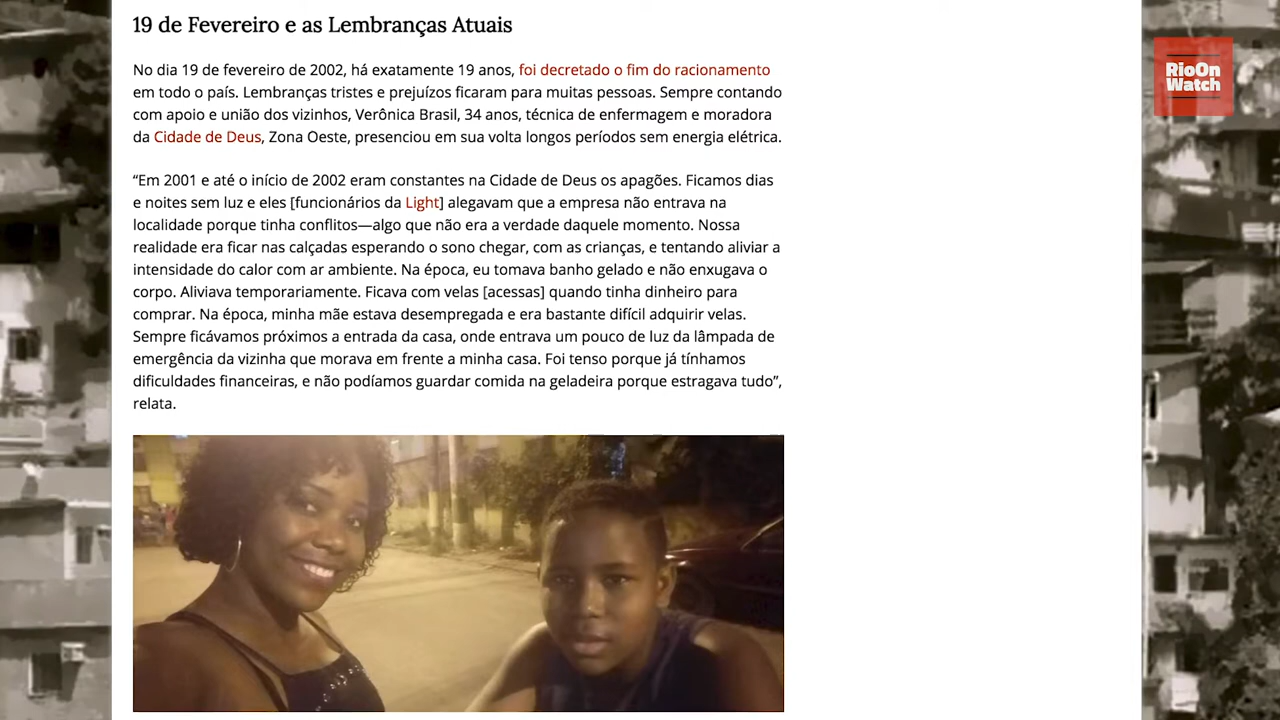 19 de Fevereiro e as Lembranças Atuais
No dia 19 de fevereiro de 2002, há exatamente 19 anos, foi decretado o fim do racionamento
em todo o país. Lembranças tristes e prejuízos ficaram para muitas pessoas. Sempre contando
com apoio e união dos vizinhos, Verônica Brasil, 34 anos, técnica de enfermagem e moradora
da Cidade de Deus, Zona Oeste, presenciou em sua volta longos períodos sem energia elétrica.
“Em 2001 e até o início de 2002 eram constantes na Cidade de Deus os apagões. Ficamos dias
e noites sem luz e eles [funcionários da Light] alegavam que a empresa não entrava na
localidade porque tinha conflitos—algo que não era a verdade daquele momento. Nossa
realidade era ficar nas calçadas esperando o sono chegar, com as crianças, e tentando aliviar a
intensidade do calor com ar ambiente. Na época, eu tomava banho gelado e não enxugava o
corpo. Aliviava temporariamente. Ficava com velas [acessas] quando tinha dinheiro para
comprar. Na época, minha mãe estava desempregada e era bastante difícil adquirir velas.
Sempre ficávamos próximos a entrada da casa, onde entrava um pouco de luz da lâmpada de
emergência da vizinha que morava em frente a minha casa. Foi tenso porque já tínhamos
dificuldades financeiras, e não podíamos guardar comida na geladeira porque estragava tudo”,
relata.
RioOn
Watch